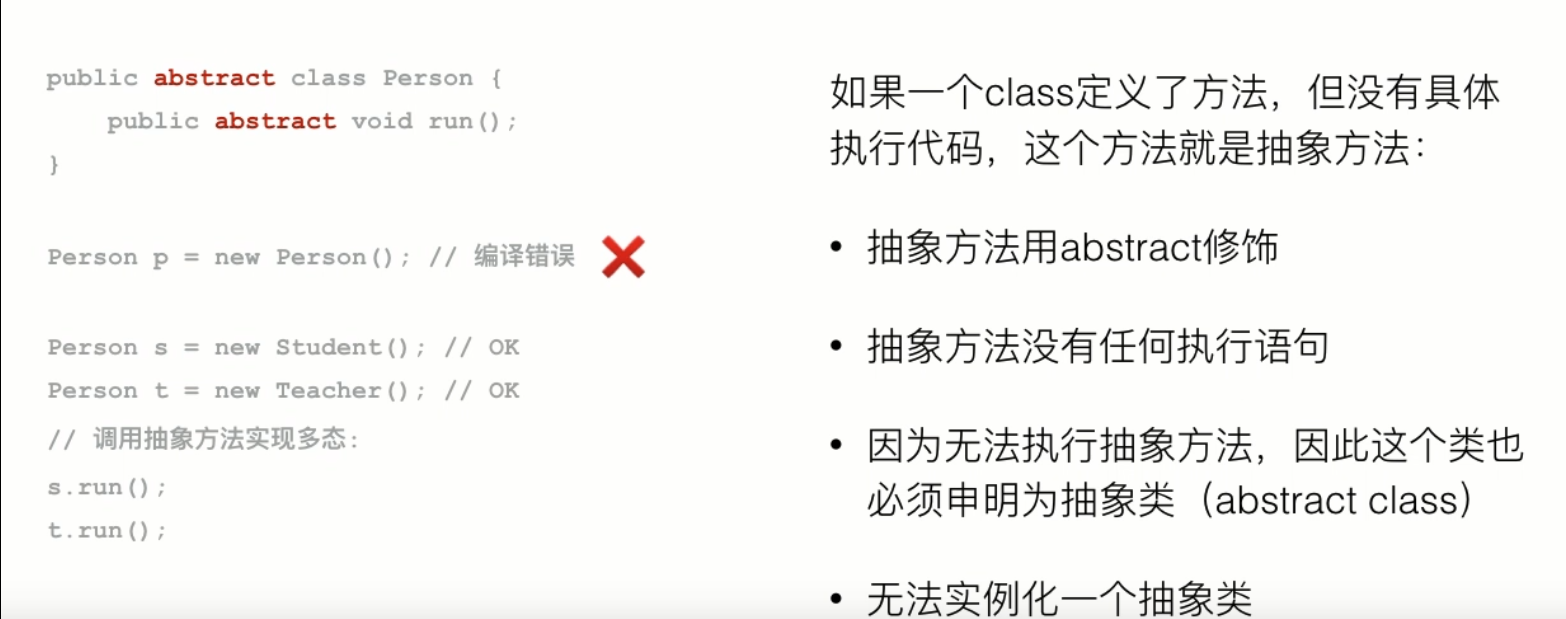 public abstract class Person {
    public abstract void run();
}
Person p = new Person(); // 编译错误
Person s = new Student(); // OK
Person t = new Teacher(); // OK
// 调用抽象方法实现多态:
s.run();
t.run();
如果一个class定义了方法，但没有具体
执行代码，这个方法就是抽象方法：
• 抽象方法用abstract修饰
• 抽象方法没有任何执行语句
• 因为无法执行抽象方法，因此这个类也
必须申明为抽象类（abstract class）
• 无法实例化一个抽象类